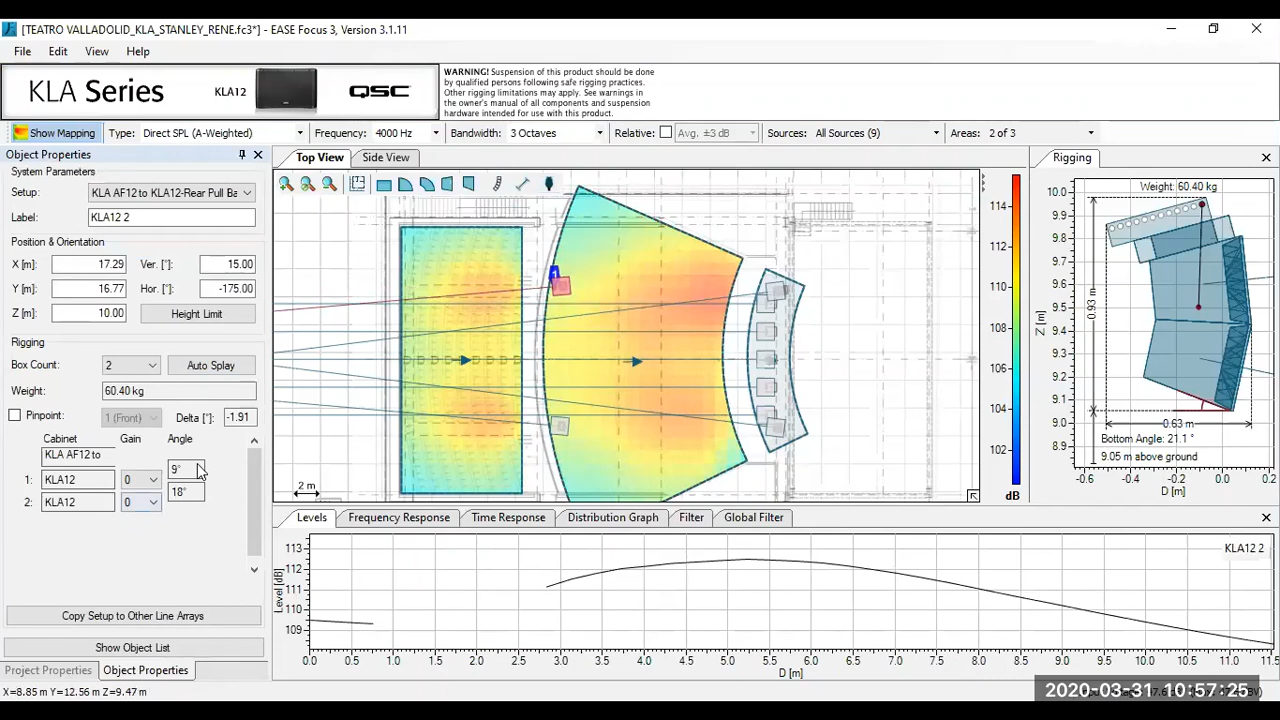 [TEATRO VALLADOLID_KLA_STANLEY_RENE.fc3*] - EASE Focus 3, Version 3.1.11
File Edit View Help
KLA Series KLA12 QSC
WARNING! Suspension of this product should be done
by qualified persons following safe rigging practices.
Other rigging limitations may apply. See warnings in
the owner's manual of all components and suspension
hardware intended for use with this product.
Show Mapping Type: Direct SPL (A-Weighted) Frequency: 4000 Hz Bandwidth: 3 Octaves Relative: Avg. ±3 dB Sources: All Sources (9) Areas: 2 of 3
Object Properties
System Parameters
Setup: KLA AF12 to KLA12-Rear Pull Ba
Label: KLA12 2
Position & Orientation
X [m]: 17.29 Ver. [°]: 15.00
Y [m]: 16.77 Hor. [°]: -175.00
Z [m]: 10.00 Height Limit
Rigging
Box Count: 2 Auto Splay
Weight: 60.40 kg
Pinpoint: 1 (Front) Delta [°]: -1.91
Cabinet Gain Angle
KLA AF12 to
9°
1: KLA12 0
18°
2: KLA12 0
Copy Setup to Other Line Arrays
Show Object List
Project Properties Object Properties
X=8.85 m Y=12.56 m Z=9.47 m
Top View Side View
2 m
114
112
110
108
106
104
102
dB
Rigging
Weight: 60.40 kg
10.0
9.9
9.8
9.7
9.6
9.5
9.4
9.3
9.2
9.1
9.0
8.9
Z [m]
0.93 m
0.63 m
Bottom Angle: 21.1 °
9.05 m above ground
-0.6 -0.4 -0.2 0.0 0.2
D [m]
Levels Frequency Response Time Response Distribution Graph Filter Global Filter
KLA12 2
Level [dB]
113
112
111
110
109
0.0 0.5 1.0 1.5 2.0 2.5 3.0 3.5 4.0 4.5 5.0 5.5 6.0 6.5 7.0 7.5 8.0 8.5 9.0 9.5 10.0 10.5 11.0 11.5
D [m]
2020-03-31 10:57:25